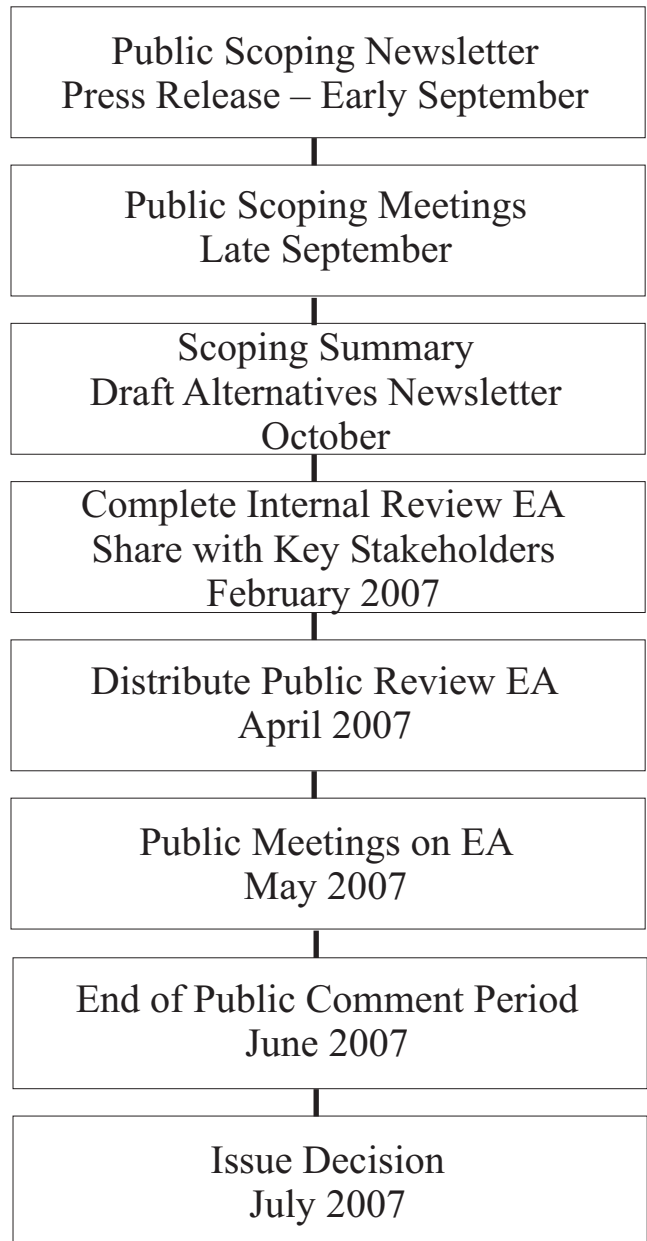 Public Scoping Newsletter
Press Release – Early September
Public Scoping Meetings
Late September
Scoping Summary
Draft Alternatives Newsletter
October
Complete Internal Review EA
Share with Key Stakeholders
February 2007
Distribute Public Review EA
April 2007
Public Meetings on EA
May 2007
End of Public Comment Period
June 2007
Issue Decision
July 2007